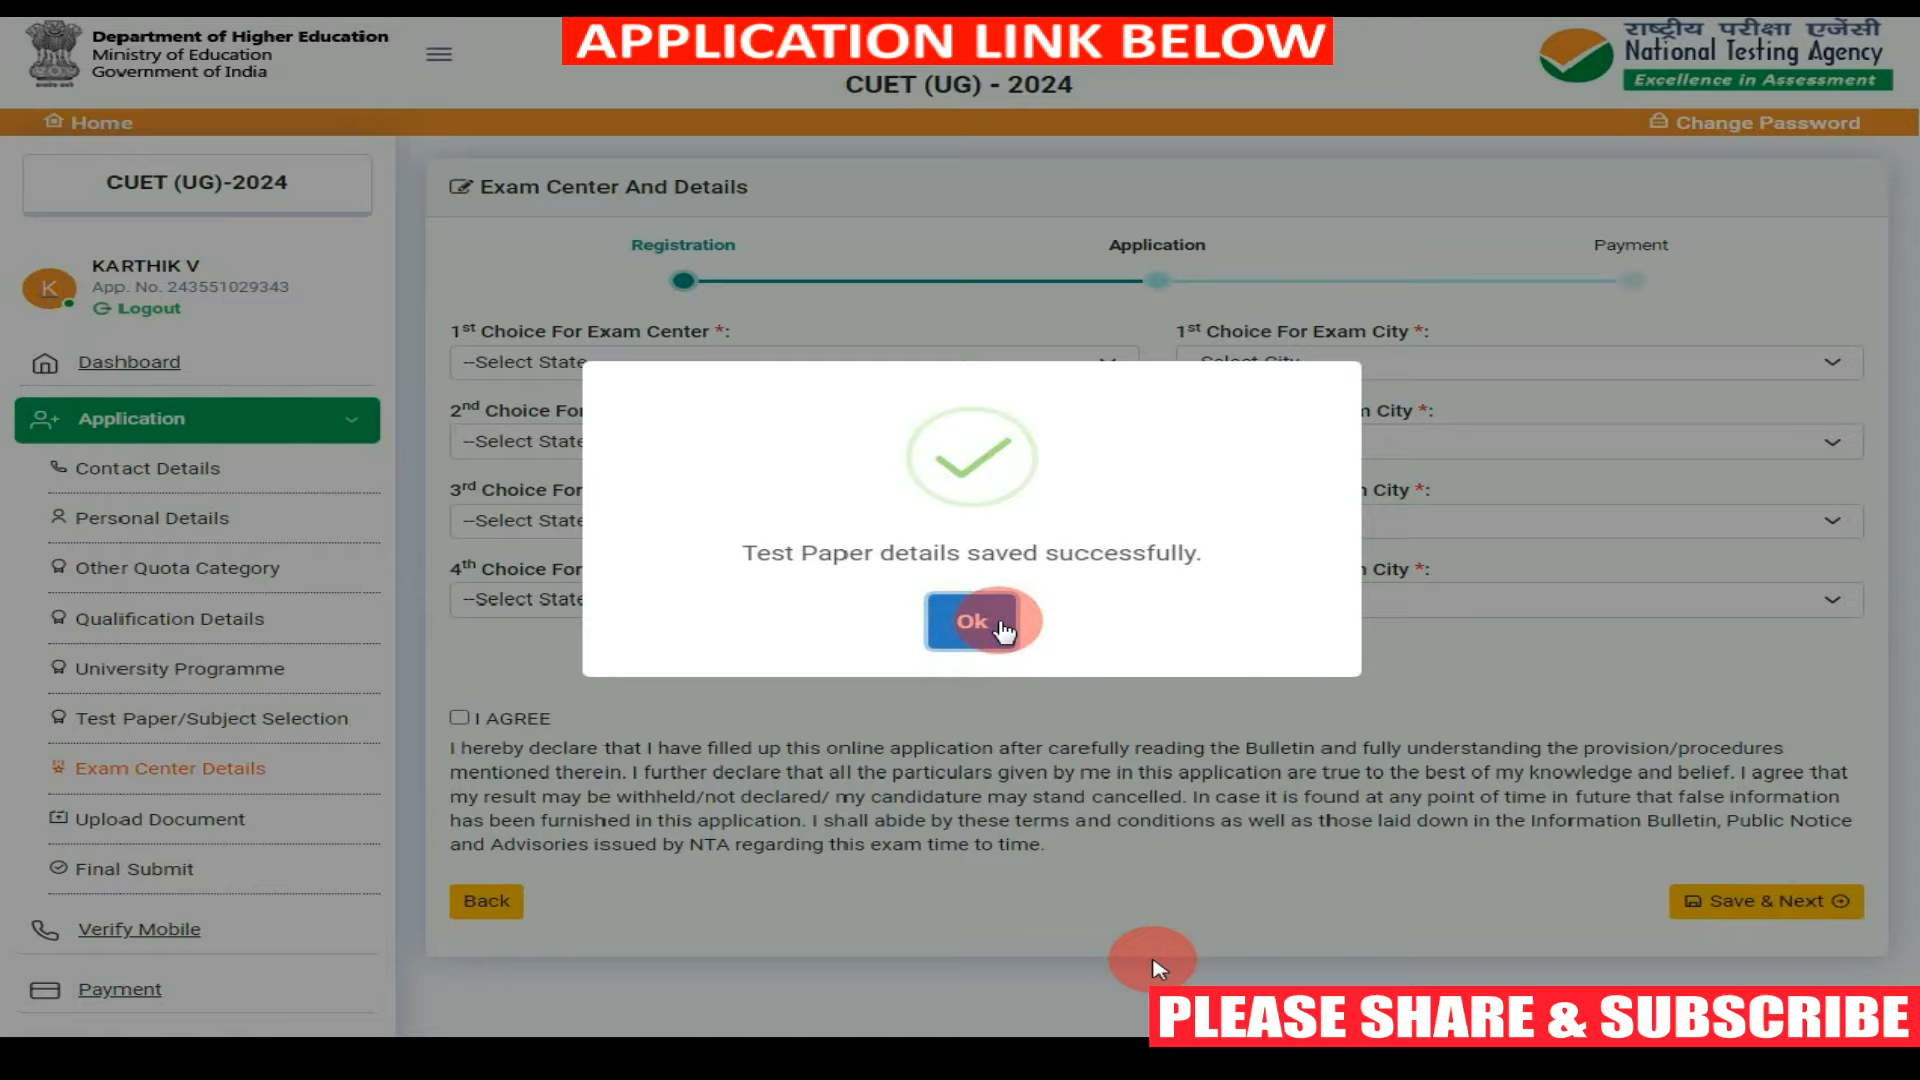 Department of Higher Education
Ministry of Education
Government of India
APPLICATION LINK BELOW
CUET (UG) - 2024
राष्ट्रीय परीक्षा एजेंसी
National Testing Agency
Excellence in Assessment
Home
Change Password
CUET (UG)-2024
KARTHIK V
K
App. No. 243551029343
Logout
Dashboard
Application
Contact Details
Personal Details
Other Quota Category
Qualification Details
University Programme
Test Paper/Subject Selection
Exam Center Details
Upload Document
Final Submit
Verify Mobile
Payment
Exam Center And Details
Registration
Application
Payment
1st Choice For Exam Center *:
1st Choice For Exam City *:
--Select State
Select City
2nd Choice For
City *:
--Select State
3rd Choice For
City *:
--Select State
4th Choice For
City *:
--Select State
Test Paper details saved successfully.
Ok
I AGREE
I hereby declare that I have filled up this online application after carefully reading the Bulletin and fully understanding the provision/procedures
mentioned therein. I further declare that all the particulars given by me in this application are true to the best of my knowledge and belief. I agree that
my result may be withheld/not declared/ my candidature may stand cancelled. In case it is found at any point of time in future that false information
has been furnished in this application. I shall abide by these terms and conditions as well as those laid down in the Information Bulletin, Public Notice
and Advisories issued by NTA regarding this exam time to time.
Back
Save & Next
PLEASE SHARE & SUBSCRIBE